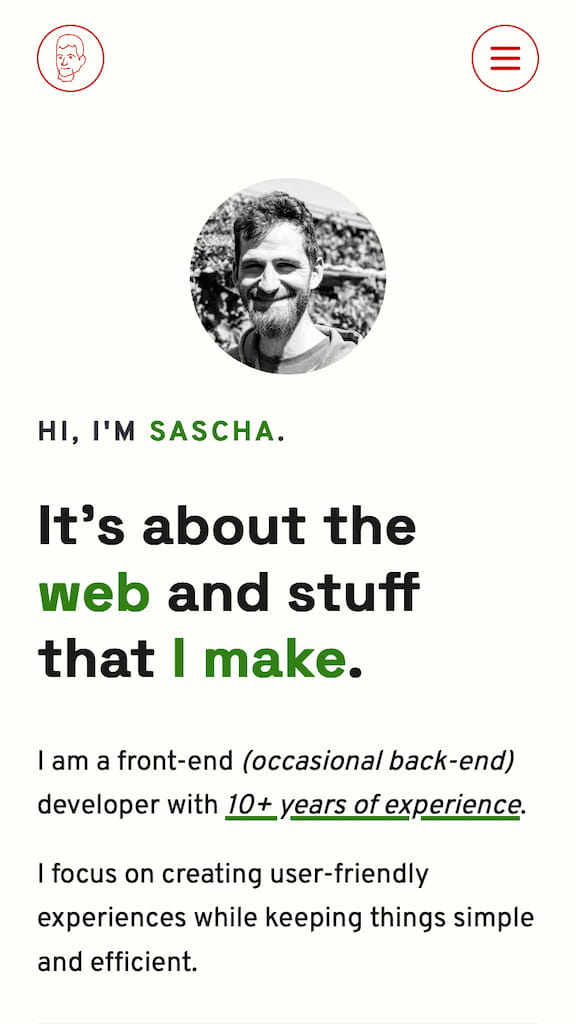 HI, I'M SASCHA.
It’s about the
web and stuff
that I make.
I am a front-end (occasional back-end)
developer with 10+ years of experience.
I focus on creating user-friendly
experiences while keeping things simple
and efficient.